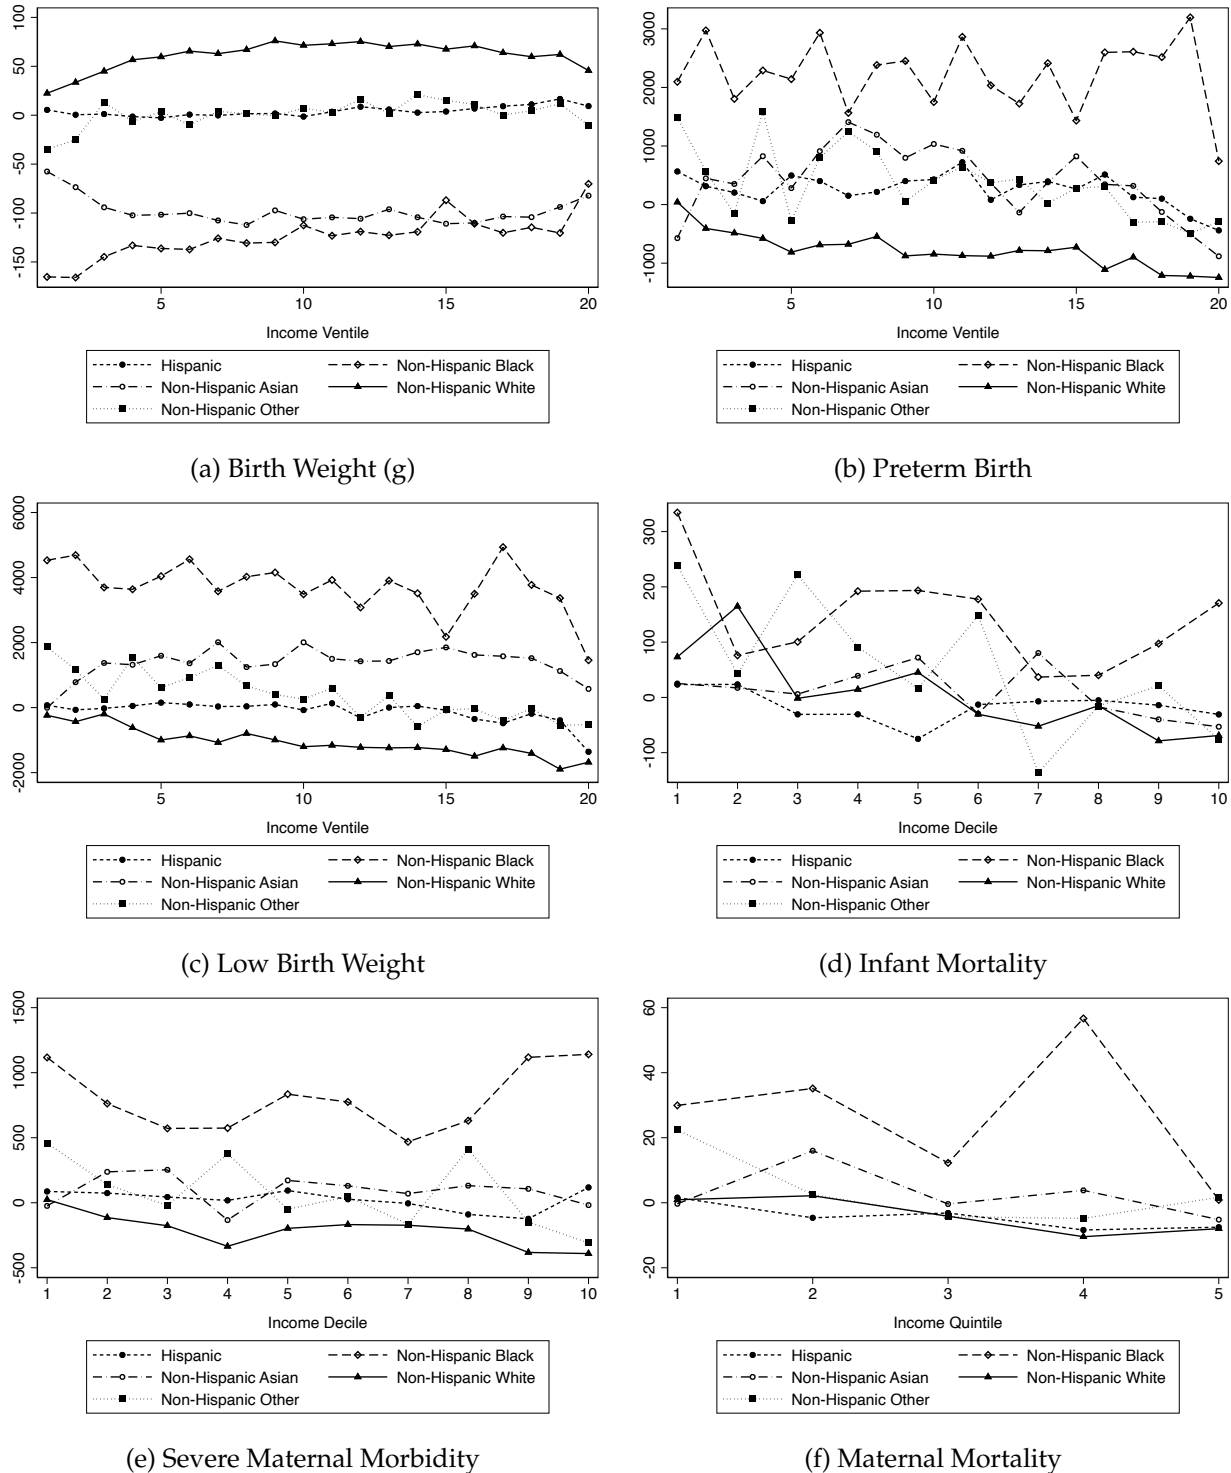 100
50
0
-50
-100
-150
5
10
15
20
Income Ventile
Hispanic
Non-Hispanic Black
Non-Hispanic Asian
Non-Hispanic White
Non-Hispanic Other
(a) Birth Weight (g)
3000
2000
1000
0
-1000
5
10
15
20
Income Ventile
Hispanic
Non-Hispanic Black
Non-Hispanic Asian
Non-Hispanic White
Non-Hispanic Other
(b) Preterm Birth
6000
4000
2000
0
-2000
5
10
15
20
Income Ventile
Hispanic
Non-Hispanic Black
Non-Hispanic Asian
Non-Hispanic White
Non-Hispanic Other
(c) Low Birth Weight
300
200
100
0
-100
1
2
3
4
5
6
7
8
9
10
Income Decile
Hispanic
Non-Hispanic Black
Non-Hispanic Asian
Non-Hispanic White
Non-Hispanic Other
(d) Infant Mortality
1500
1000
500
0
-500
1
2
3
4
5
6
7
8
9
10
Income Decile
Hispanic
Non-Hispanic Black
Non-Hispanic Asian
Non-Hispanic White
Non-Hispanic Other
(e) Severe Maternal Morbidity
60
40
20
0
-20
1
2
3
4
5
Income Quintile
Hispanic
Non-Hispanic Black
Non-Hispanic Asian
Non-Hispanic White
Non-Hispanic Other
(f) Maternal Mortality